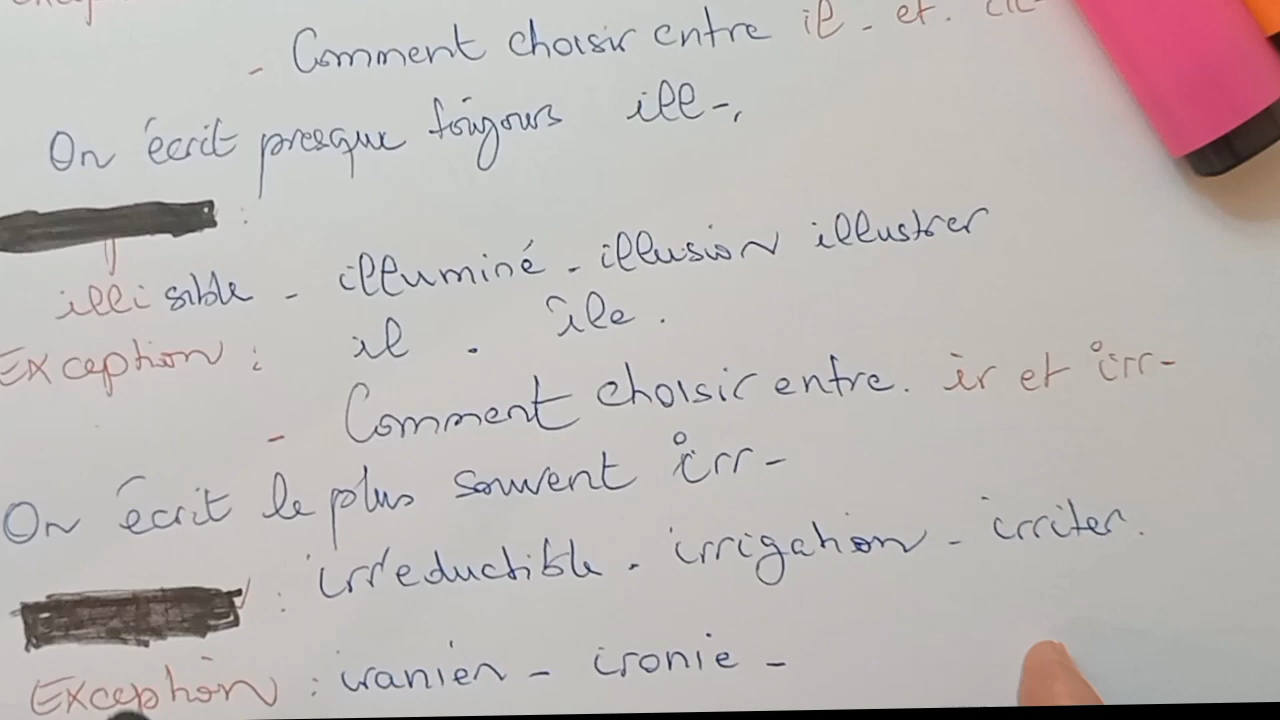 - Comment choisir entre il - et.
On écrit presque toujours ill-,
:
illisible - illuminé - illusion illustrer
Exception : il . île.
- Comment choisir entre. ir et irr-
On écrit le plus souvent irr-
: irréductible - irrigation - irriter.
Exception : iranien - ironie -